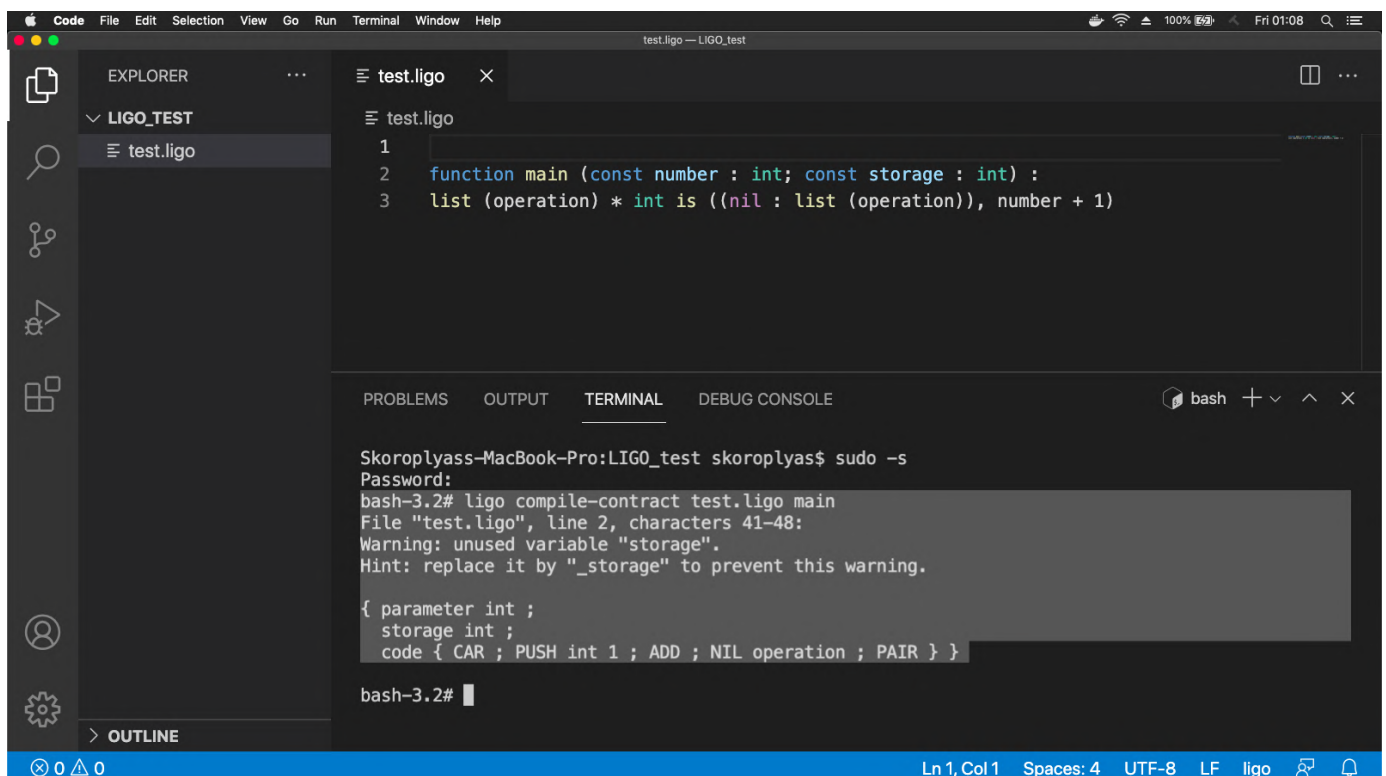 Code File Edit Selection View Go Run Terminal Window Help 100% Fri 01:08
test.ligo — LIGO_test
EXPLORER ···
test.ligo
LIGO_TEST
test.ligo
test.ligo
1
2 function main (const number : int; const storage : int) :
3 list (operation) * int is ((nil : list (operation)), number + 1)
PROBLEMS OUTPUT TERMINAL DEBUG CONSOLE bash
Skoroplyass-MacBook-Pro:LIGO_test skoroplyas$ sudo -s
Password:
bash-3.2# ligo compile-contract test.ligo main
File "test.ligo", line 2, characters 41-48:
Warning: unused variable "storage".
Hint: replace it by "_storage" to prevent this warning.
{ parameter int ;
storage int ;
code { CAR ; PUSH int 1 ; ADD ; NIL operation ; PAIR } }
bash-3.2#
OUTLINE
0 0 Ln 1, Col 1 Spaces: 4 UTF-8 LF ligo